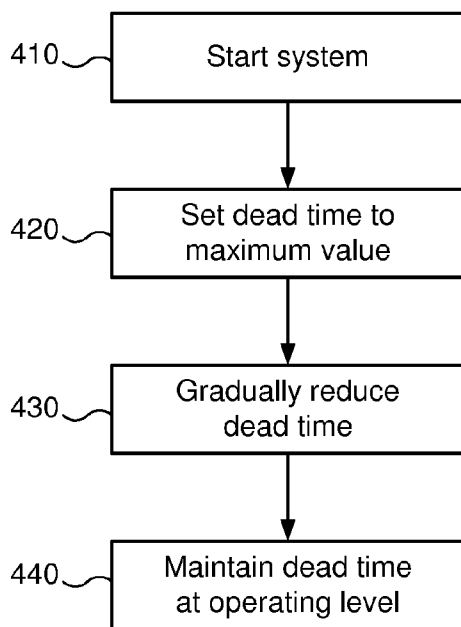 410
Start system
420
Set dead time to
maximum value
430
Gradually reduce
dead time
440
Maintain dead time
at operating level